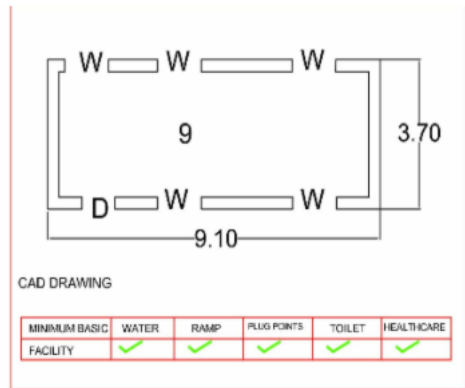 W W W
9
3.70
D W W
9.10
CAD DRAWING
MINIMUM BASIC WATER RAMP PLUG POINTS TOILET HEALTHCARE
FACILITY